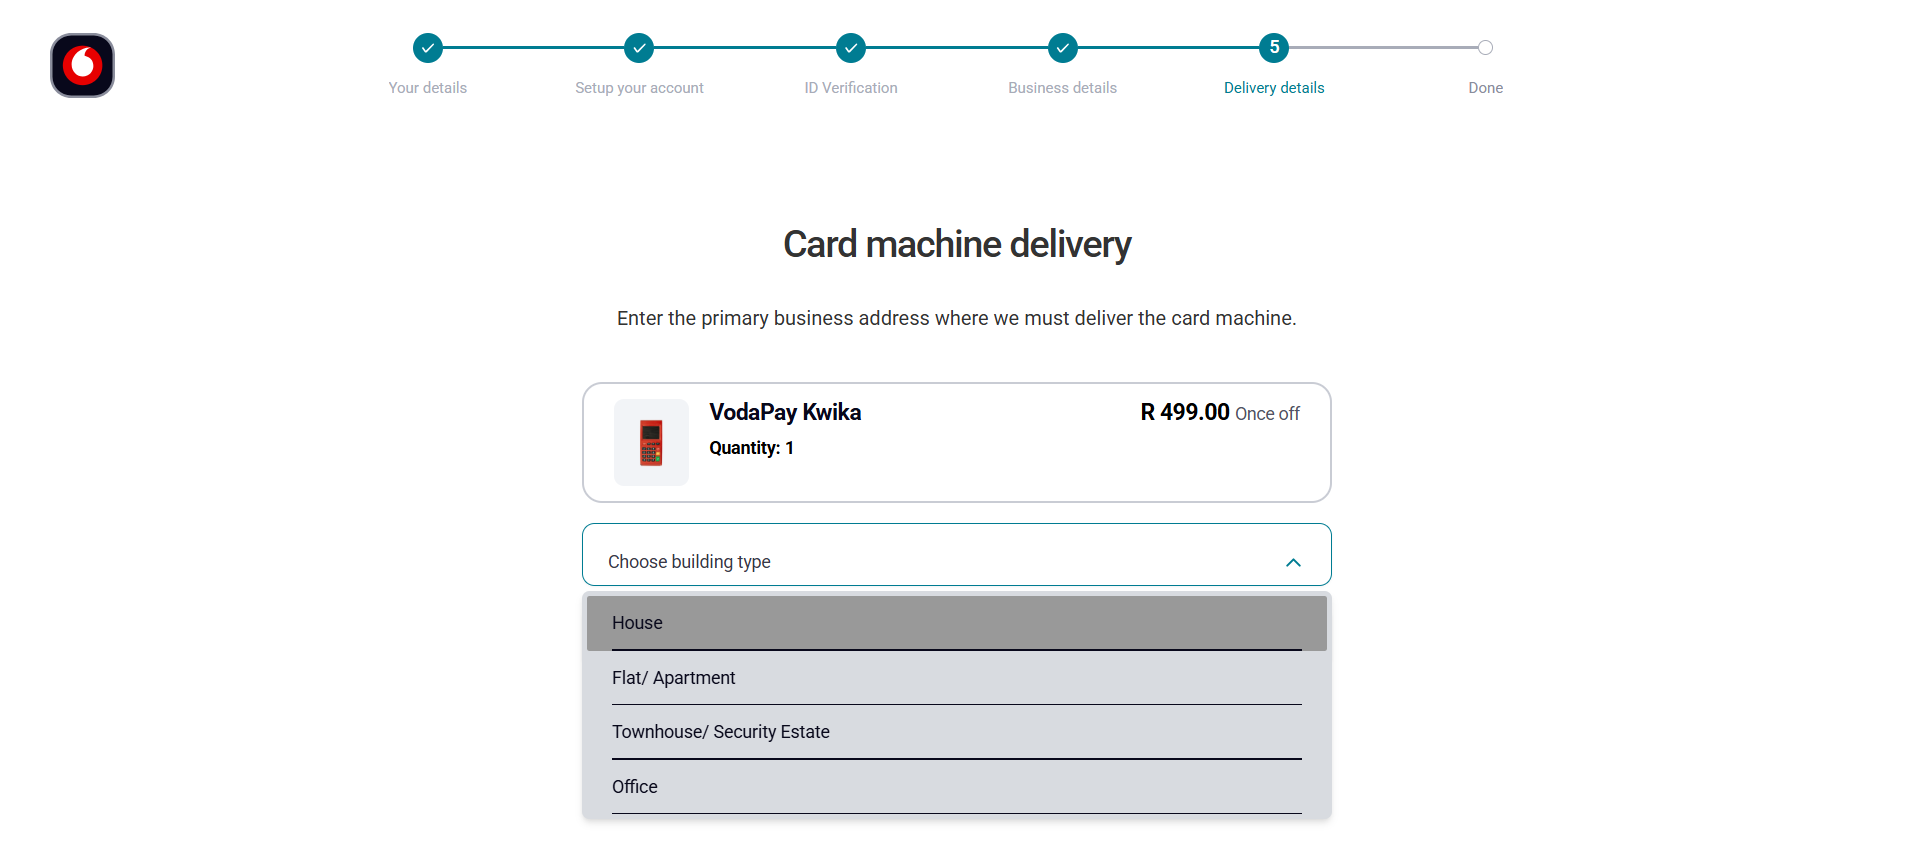 5
Your details
Setup your account
ID Verification
Business details
Delivery details
Done
Card machine delivery
Enter the primary business address where we must deliver the card machine.
VodaPay Kwika
R 499.00 Once off
Quantity: 1
Choose building type
House
Flat/ Apartment
Townhouse/ Security Estate
Office